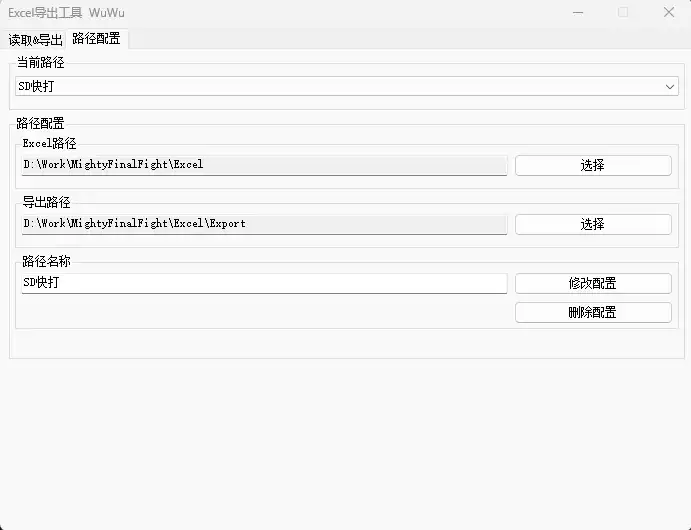 Excel导出工具 WuWu
读取&导出 路径配置
当前路径
SD快打
路径配置
Excel路径
D:\Work\MightyFinalFight\Excel 选择
导出路径
D:\Work\MightyFinalFight\Excel\Export 选择
路径名称
SD快打 修改配置
删除配置